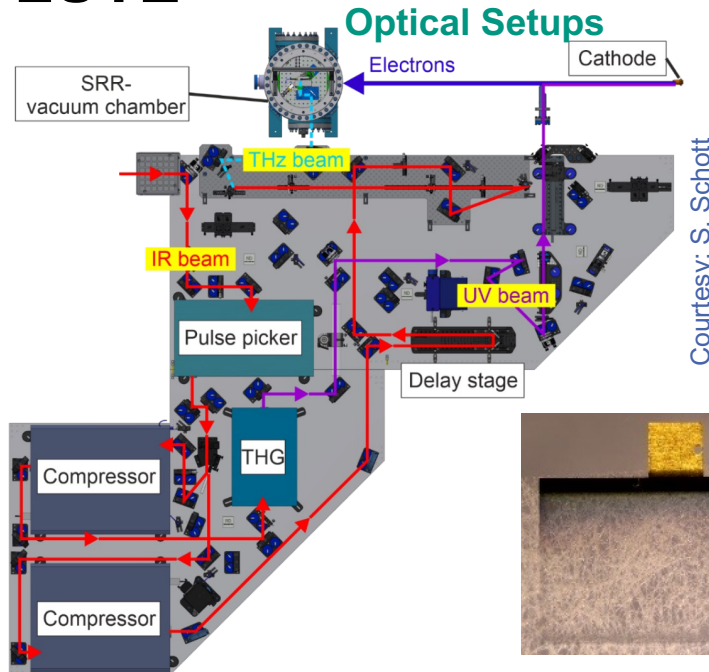 Optical Setups
Electrons
Cathode
SRR-
vacuum chamber
THz beam
IR beam
UV beam
Pulse picker
Delay stage
THG
Compressor
Compressor
Courtesy: S. Schott